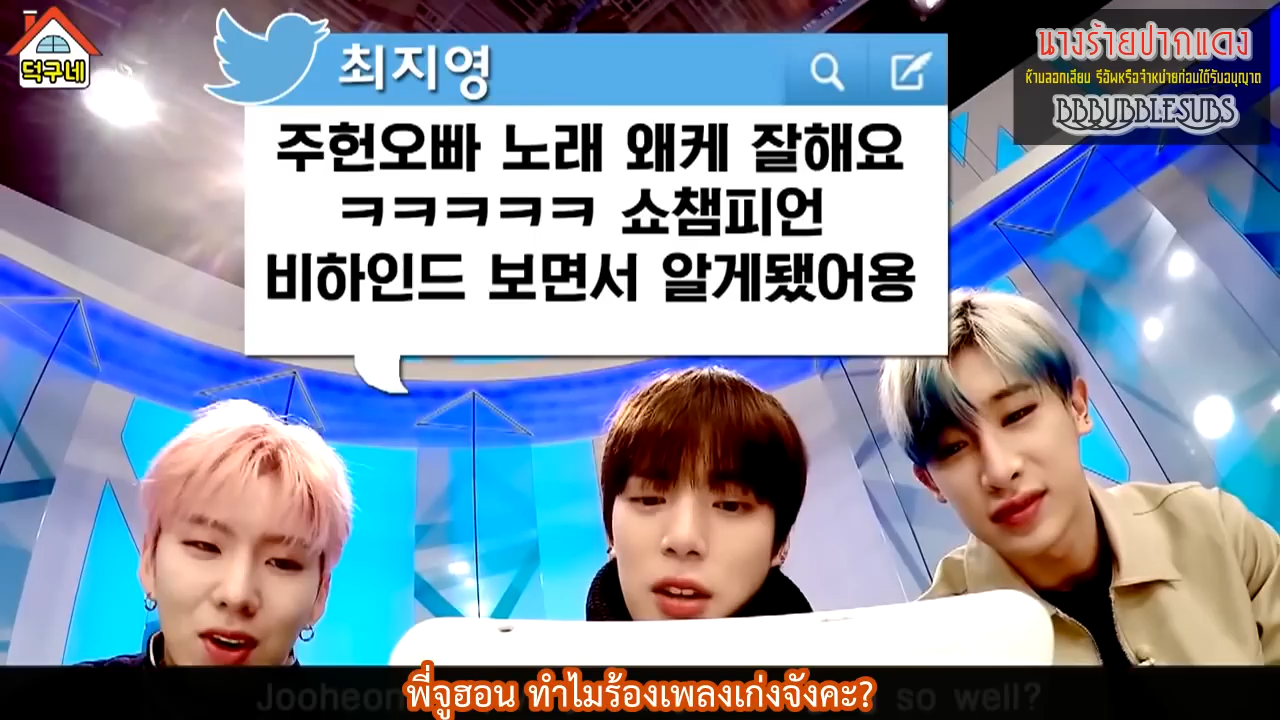 덕구네
최지영
주헌오빠 노래 왜케 잘해요
ㅋㅋㅋㅋㅋ 쇼챔피언
비하인드 보면서 알게됐어용
นางร้ายปากแดง
ห้ามลอกเลียน รีอัพหรือจำหน่ายก่อนได้รับอนุญาต
BBBUBBLESUBS
พี่จูฮอน ทำไมร้องเพลงเก่งจังคะ?
Jooheon so well?